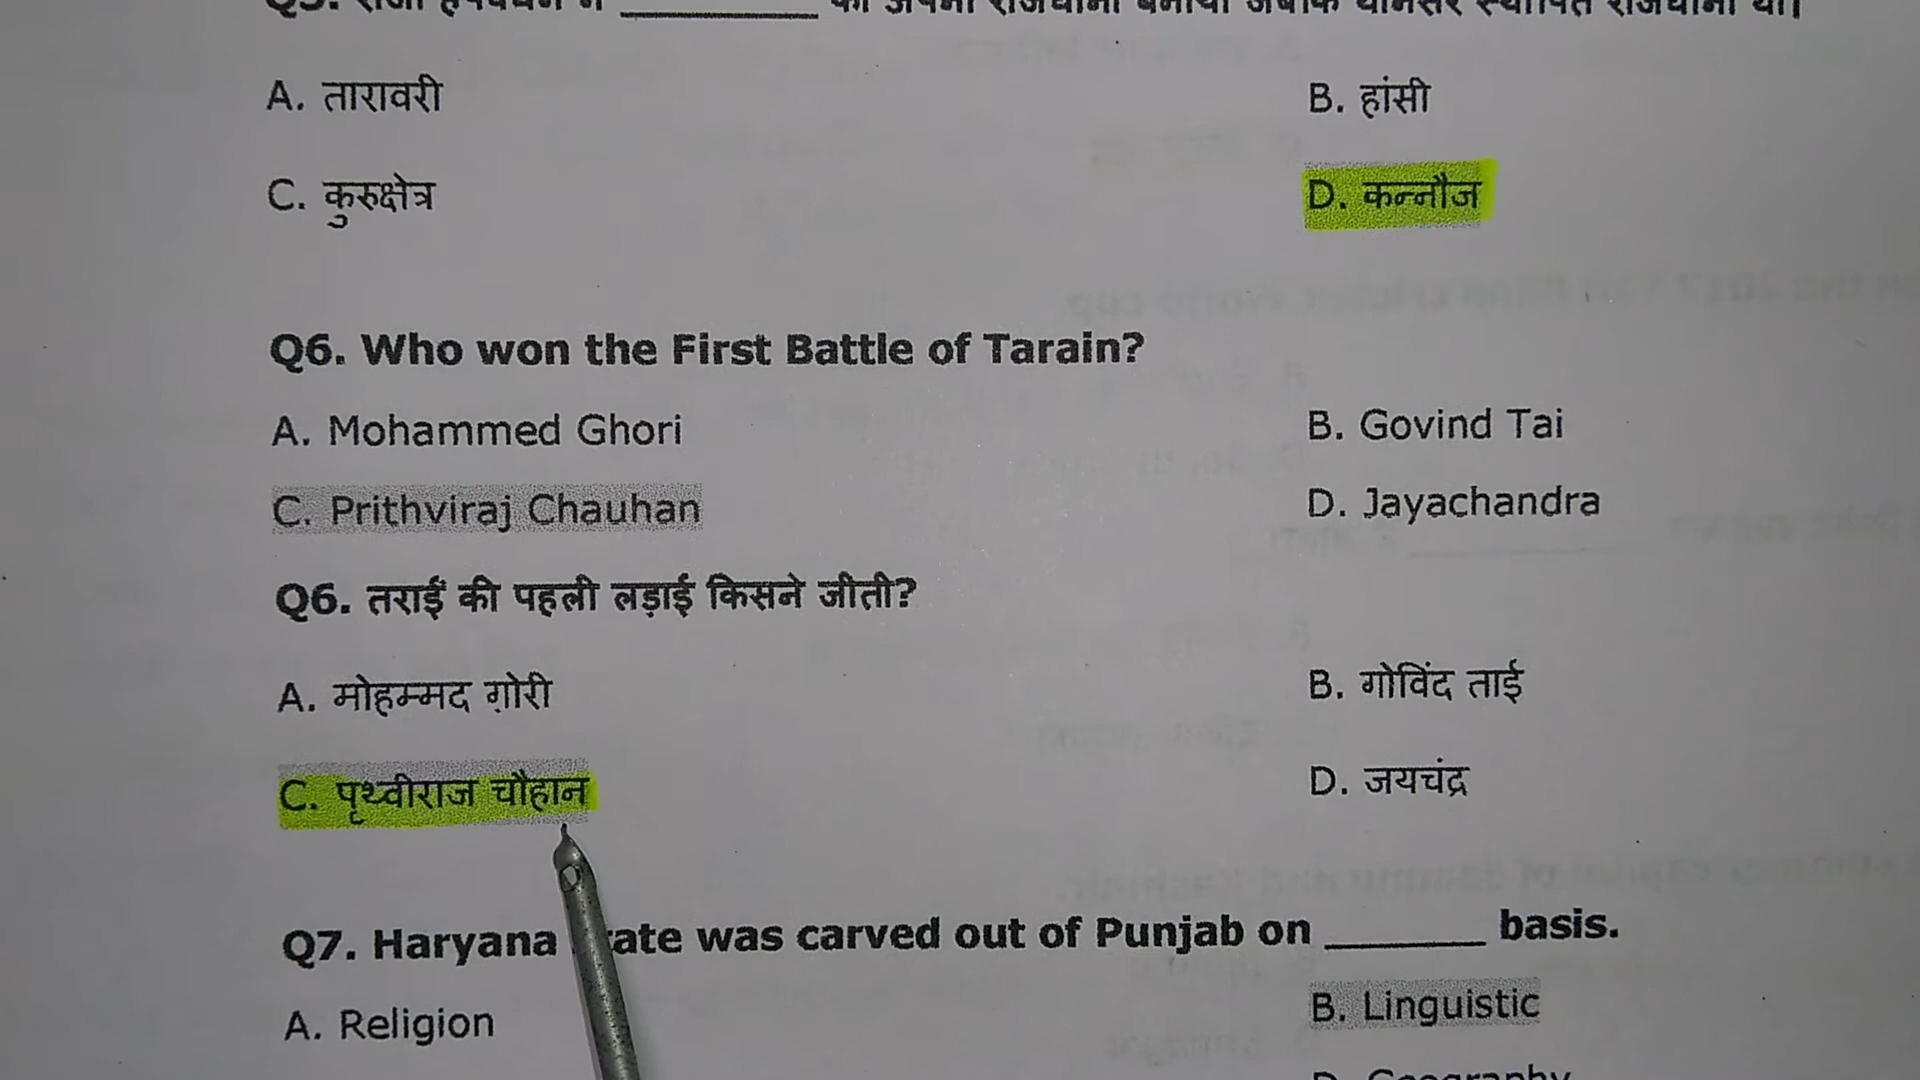 A. तारावरी B. हांसी
C. कुरुक्षेत्र D. कन्नौज
Q6. Who won the First Battle of Tarain?
A. Mohammed Ghori B. Govind Tai
C. Prithviraj Chauhan D. Jayachandra
Q6. तराईं की पहली लड़ाई किसने जीती?
A. मोहम्मद ग़ोरी B. गोविंद ताई
C. पृथ्वीराज चौहान D. जयचंद्र
Q7. Haryana was carved out of Punjab on _______ basis.
A. Religion B. Linguistic